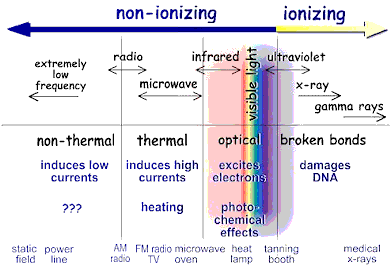 non-ionizing ionizing
radio infrared ultraviolet
extremely low frequency
microwave visible light x-ray
gamma rays
non-thermal thermal optical broken bonds
induces low currents induces high currents excites electrons damages DNA
??? heating photo-chemical effects
static field power line AM radio FM radio TV microwave oven heat lamp tanning booth medical x-rays